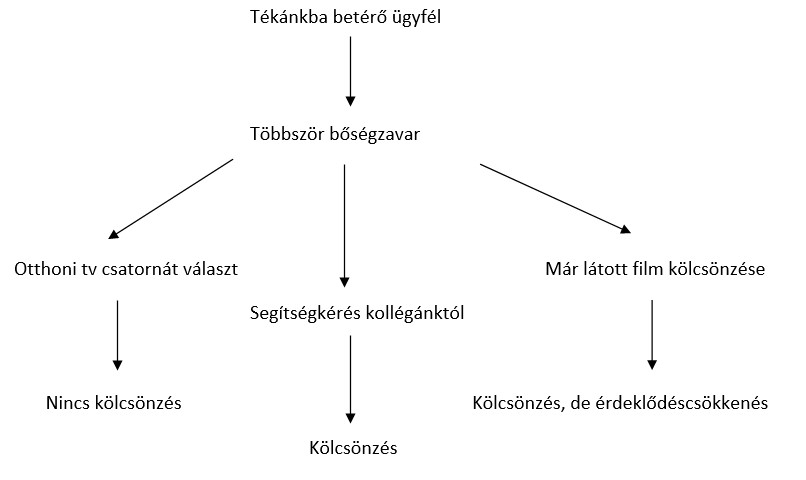 Tékánkba betérő ügyfél
Többször bőségzavar
Otthoni tv csatornát választ
Már látott film kölcsönzése
Segítségkérés kollégánktól
Nincs kölcsönzés
Kölcsönzés, de érdeklődéscsökkenés
Kölcsönzés